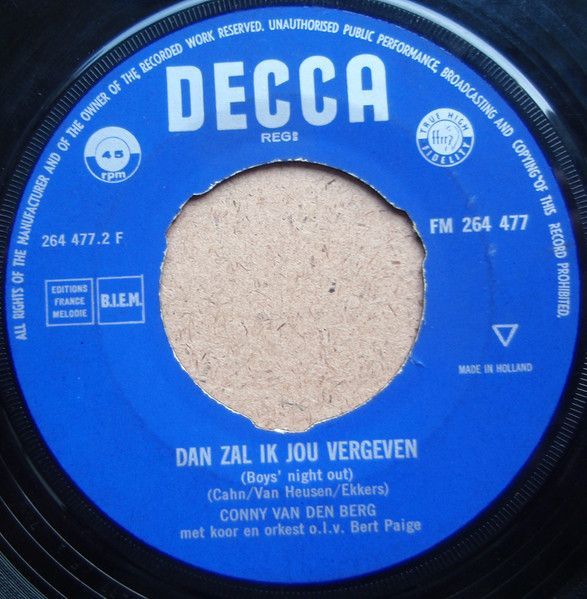 ALL RIGHTS OF THE MANUFACTURER AND OF THE OWNER OF THE RECORDED WORK RESERVED. UNAUTHORISED PUBLIC PERFORMANCE, BROADCASTING AND COPYING OF THIS RECORD PROHIBITED.
DECCA
REGD
45
rpm
TRUE HIGH
ffrr
FIDELITY
264 477.2 F
FM 264 477
EDITIONS
FRANCE
MELODIE
B.I.E.M.
MADE IN HOLLAND
DAN ZAL IK JOU VERGEVEN
(Boys' night out)
(Cahn/Van Heusen/Ekkers)
CONNY VAN DEN BERG
met koor en orkest o.l.v. Bert Paige